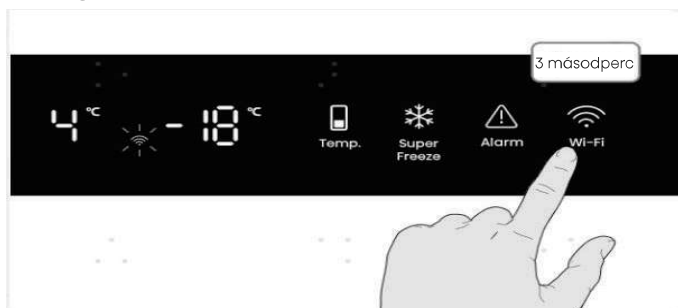 3 másodperc
4 °C - 18 °C
Temp.
Super
Freeze
Alarm
Wi-Fi